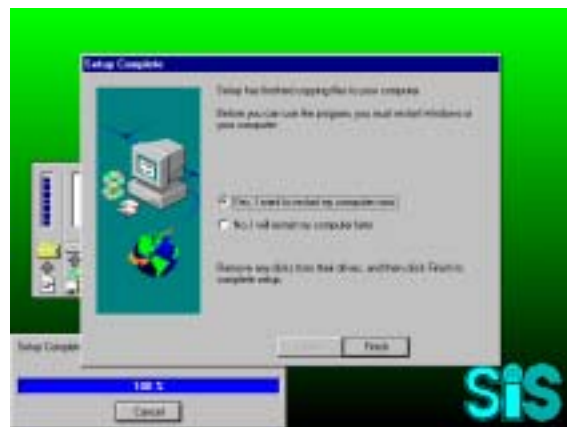 Setup Complete
Setup has finished copying files to your computer.
Before you can use the program, you must restart Windows or
your computer.
Yes, I want to restart my computer now.
No, I will restart my computer later.
Remove any disks from their drives, and then click Finish to
complete setup.
Finish
Setup Complete
100 %
Cancel
SiS